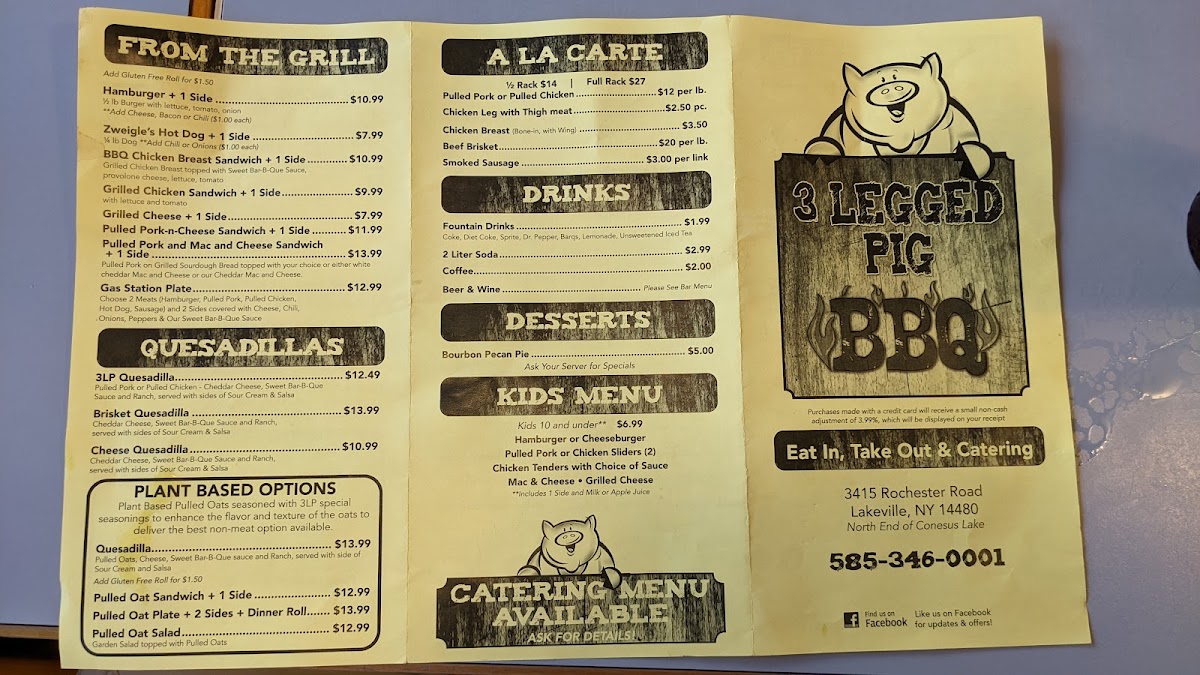 FROM THE GRILL
Add Gluten Free Roll for $1.50
Hamburger + 1 Side ... $10.99
½ lb Burger with lettuce, tomato, onion
**Add Cheese, Bacon or Chili ($1.00 each)
Zweigle's Hot Dog + 1 Side ... $7.99
¼ lb Dog **Add Chili or Onions ($1.00 each)
BBQ Chicken Breast Sandwich + 1 Side ... $10.99
Grilled Chicken Breast topped with Sweet Bar-B-Que Sauce,
provolone cheese, lettuce, tomato
Grilled Chicken Sandwich + 1 Side ... $9.99
with lettuce and tomato
Grilled Cheese + 1 Side ... $7.99
Pulled Pork-n-Cheese Sandwich + 1 Side ... $11.99
Pulled Pork and Mac and Cheese Sandwich
+ 1 Side ... $13.99
Pulled Pork on Grilled Sourdough Bread topped with your choice or either white
cheddar Mac and Cheese or our Cheddar Mac and Cheese.
Gas Station Plate ... $12.99
Choose 2 Meats (Hamburger, Pulled Pork, Pulled Chicken,
Hot Dog, Sausage) and 2 Sides covered with Cheese, Chili,
Onions, Peppers & Our Sweet Bar-B-Que Sauce
QUESADILLAS
3LP Quesadilla ... $12.49
Pulled Pork or Pulled Chicken - Cheddar Cheese, Sweet Bar-B-Que
Sauce and Ranch, served with sides of Sour Cream & Salsa
Brisket Quesadilla ... $13.99
Cheddar Cheese, Sweet Bar-B-Que Sauce and Ranch,
served with sides of Sour Cream & Salsa
Cheese Quesadilla ... $10.99
Cheddar Cheese, Sweet Bar-B-Que Sauce and Ranch,
served with sides of Sour Cream & Salsa
PLANT BASED OPTIONS
Plant Based Pulled Oats seasoned with 3LP special
seasonings to enhance the flavor and texture of the oats to
deliver the best non-meat option available.
Quesadilla ... $13.99
Pulled Oats, Cheese, Sweet Bar-B-Que sauce and Ranch, served with side of
Sour Cream and Salsa
Add Gluten Free Roll for $1.50
Pulled Oat Sandwich + 1 Side ... $12.99
Pulled Oat Plate + 2 Sides + Dinner Roll ... $13.99
Pulled Oat Salad ... $12.99
Garden Salad topped with Pulled Oats
A LA CARTE
½ Rack $14 | Full Rack $27
Pulled Pork or Pulled Chicken ... $12 per lb.
Chicken Leg with Thigh meat ... $2.50 pc.
Chicken Breast (Bone-in, with Wing) ... $3.50
Beef Brisket ... $20 per lb.
Smoked Sausage ... $3.00 per link
DRINKS
Fountain Drinks ... $1.99
Coke, Diet Coke, Sprite, Dr. Pepper, Barqs, Lemonade, Unsweetened Iced Tea
2 Liter Soda ... $2.99
Coffee ... $2.00
Beer & Wine ... Please See Bar Menu
DESSERTS
Bourbon Pecan Pie ... $5.00
Ask Your Server for Specials
KIDS MENU
Kids 10 and under** $6.99
Hamburger or Cheeseburger
Pulled Pork or Chicken Sliders (2)
Chicken Tenders with Choice of Sauce
Mac & Cheese • Grilled Cheese
**Includes 1 Side and Milk or Apple Juice
CATERING MENU
AVAILABLE
ASK FOR DETAILS!
3 LEGGED
PIG
BBQ
Purchases made with a credit card will receive a small non-cash
adjustment of 3.99%, which will be displayed on your receipt
Eat In, Take Out & Catering
3415 Rochester Road
Lakeville, NY 14480
North End of Conesus Lake
585-346-0001
f Find us on Facebook
Like us on Facebook
for updates & offers!